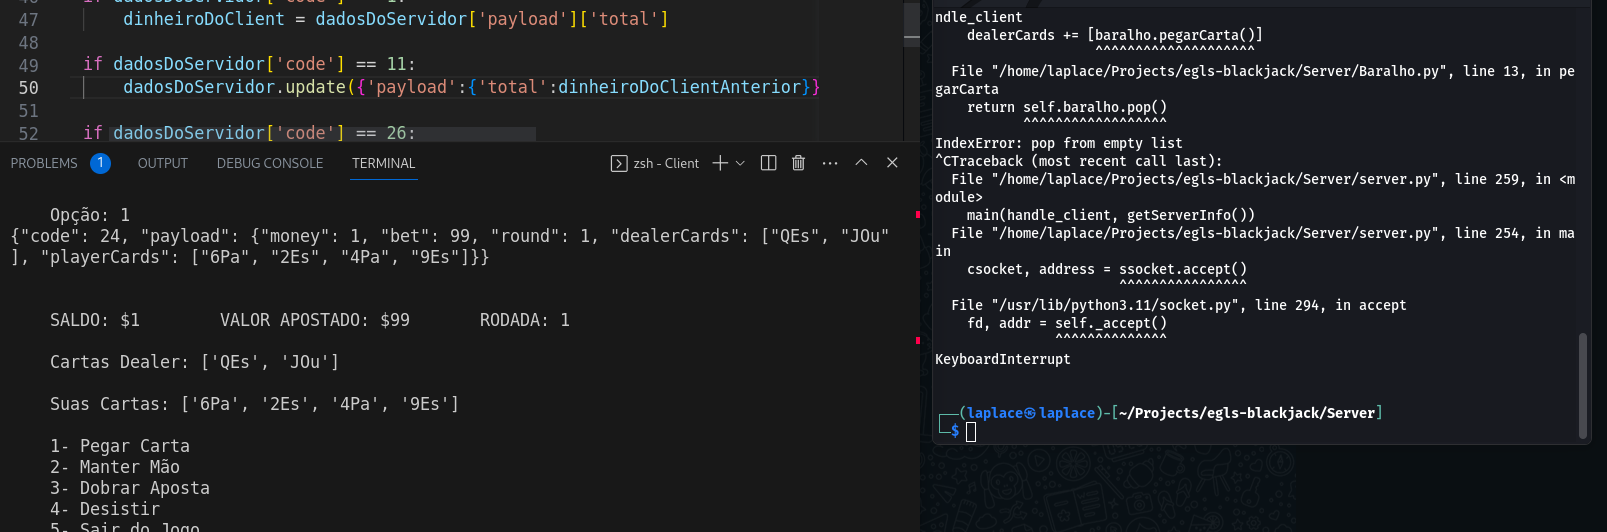 46 if dadosDoServidor['code']
47 dinheiroDoClient = dadosDoServidor['payload']['total']
48
49 if dadosDoServidor['code'] == 11:
50 dadosDoServidor.update({'payload':{'total':dinheiroDoClientAnterior}}
51
52 if dadosDoServidor['code'] == 26:
PROBLEMS 1 OUTPUT DEBUG CONSOLE TERMINAL zsh - Client
Opção: 1
{"code": 24, "payload": {"money": 1, "bet": 99, "round": 1, "dealerCards": ["QEs", "JOu"
], "playerCards": ["6Pa", "2Es", "4Pa", "9Es"]}}
SALDO: $1 VALOR APOSTADO: $99 RODADA: 1
Cartas Dealer: ['QEs', 'JOu']
Suas Cartas: ['6Pa', '2Es', '4Pa', '9Es']
1- Pegar Carta
2- Manter Mão
3- Dobrar Aposta
4- Desistir
5- Sair do Jogo
ndle_client
dealerCards += [baralho.pegarCarta()]
^^^^^^^^^^^^^^^^^^^^
File "/home/laplace/Projects/egls-blackjack/Server/Baralho.py", line 13, in pe
garCarta
return self.baralho.pop()
^^^^^^^^^^^^^^^^^^
IndexError: pop from empty list
^CTraceback (most recent call last):
File "/home/laplace/Projects/egls-blackjack/Server/server.py", line 259, in <m
odule>
main(handle_client, getServerInfo())
File "/home/laplace/Projects/egls-blackjack/Server/server.py", line 254, in ma
in
csocket, address = ssocket.accept()
^^^^^^^^^^^^^^^^
File "/usr/lib/python3.11/socket.py", line 294, in accept
fd, addr = self._accept()
^^^^^^^^^^^^^^
KeyboardInterrupt
┌──(laplace㉿laplace)-[~/Projects/egls-blackjack/Server]
└─$